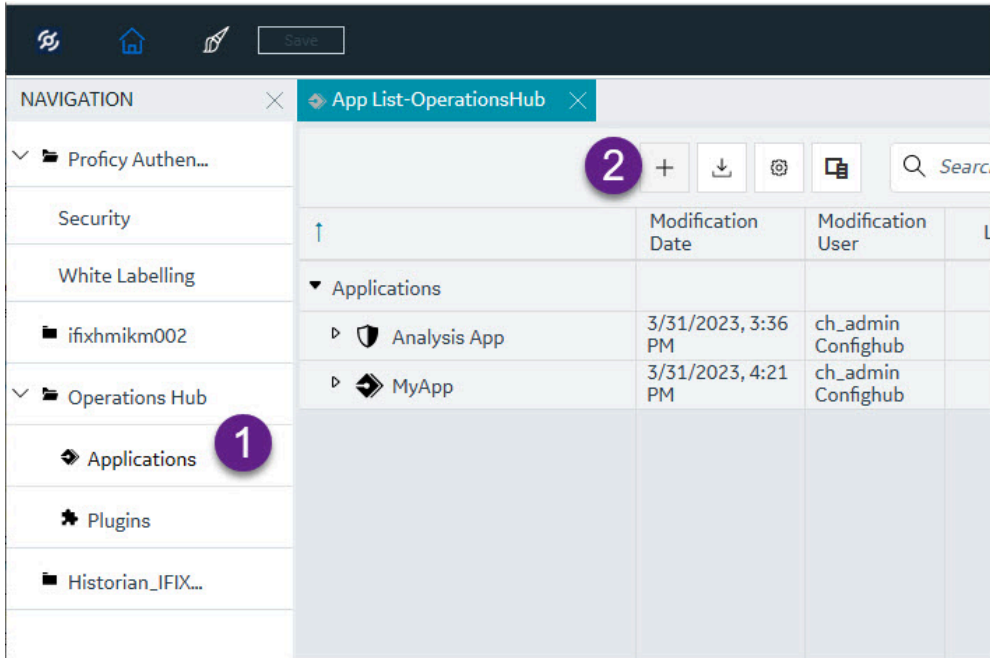 Save
NAVIGATION
App List-OperationsHub
Proficy Authen...
Security
White Labelling
ifixhmikm002
Operations Hub
1
Applications
Plugins
Historian_IFIX...
2
Searc
Modification
Date
Modification
User
L
Applications
Analysis App
3/31/2023, 3:36
PM
ch_admin
Confighub
MyApp
3/31/2023, 4:21
PM
ch_admin
Confighub